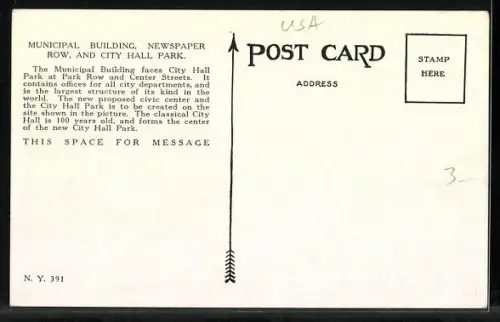 USA
MUNICIPAL BUILDING, NEWSPAPER
ROW, AND CITY HALL PARK.
The Municipal Building faces City Hall
Park at Park Row and Center Streets. It
contains offices for all city departments, and
is the largest structure of its kind in the
world. The new proposed civic center and
the City Hall Park is to be created on the
site shown in the picture. The classical City
Hall is 100 years old, and forms the center
of the new City Hall Park.
THIS SPACE FOR MESSAGE
POST CARD
ADDRESS
STAMP
HERE
3-
N. Y. 391